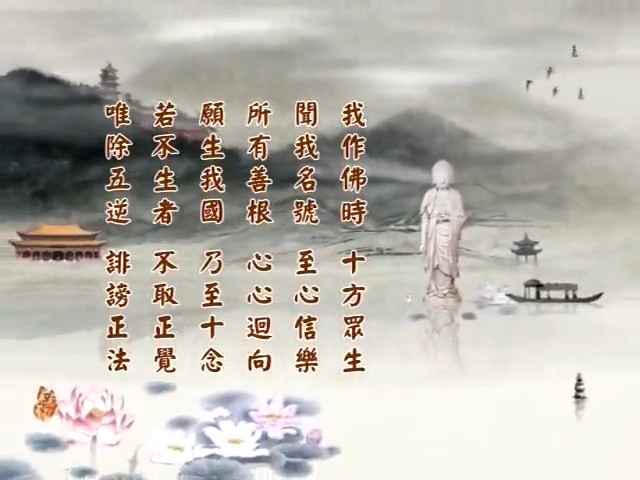 我作佛時 十方眾生
聞我名號 至心信樂
所有善根 心心迴向
願生我國 乃至十念
若不生者 不取正覺
唯除五逆 誹謗正法